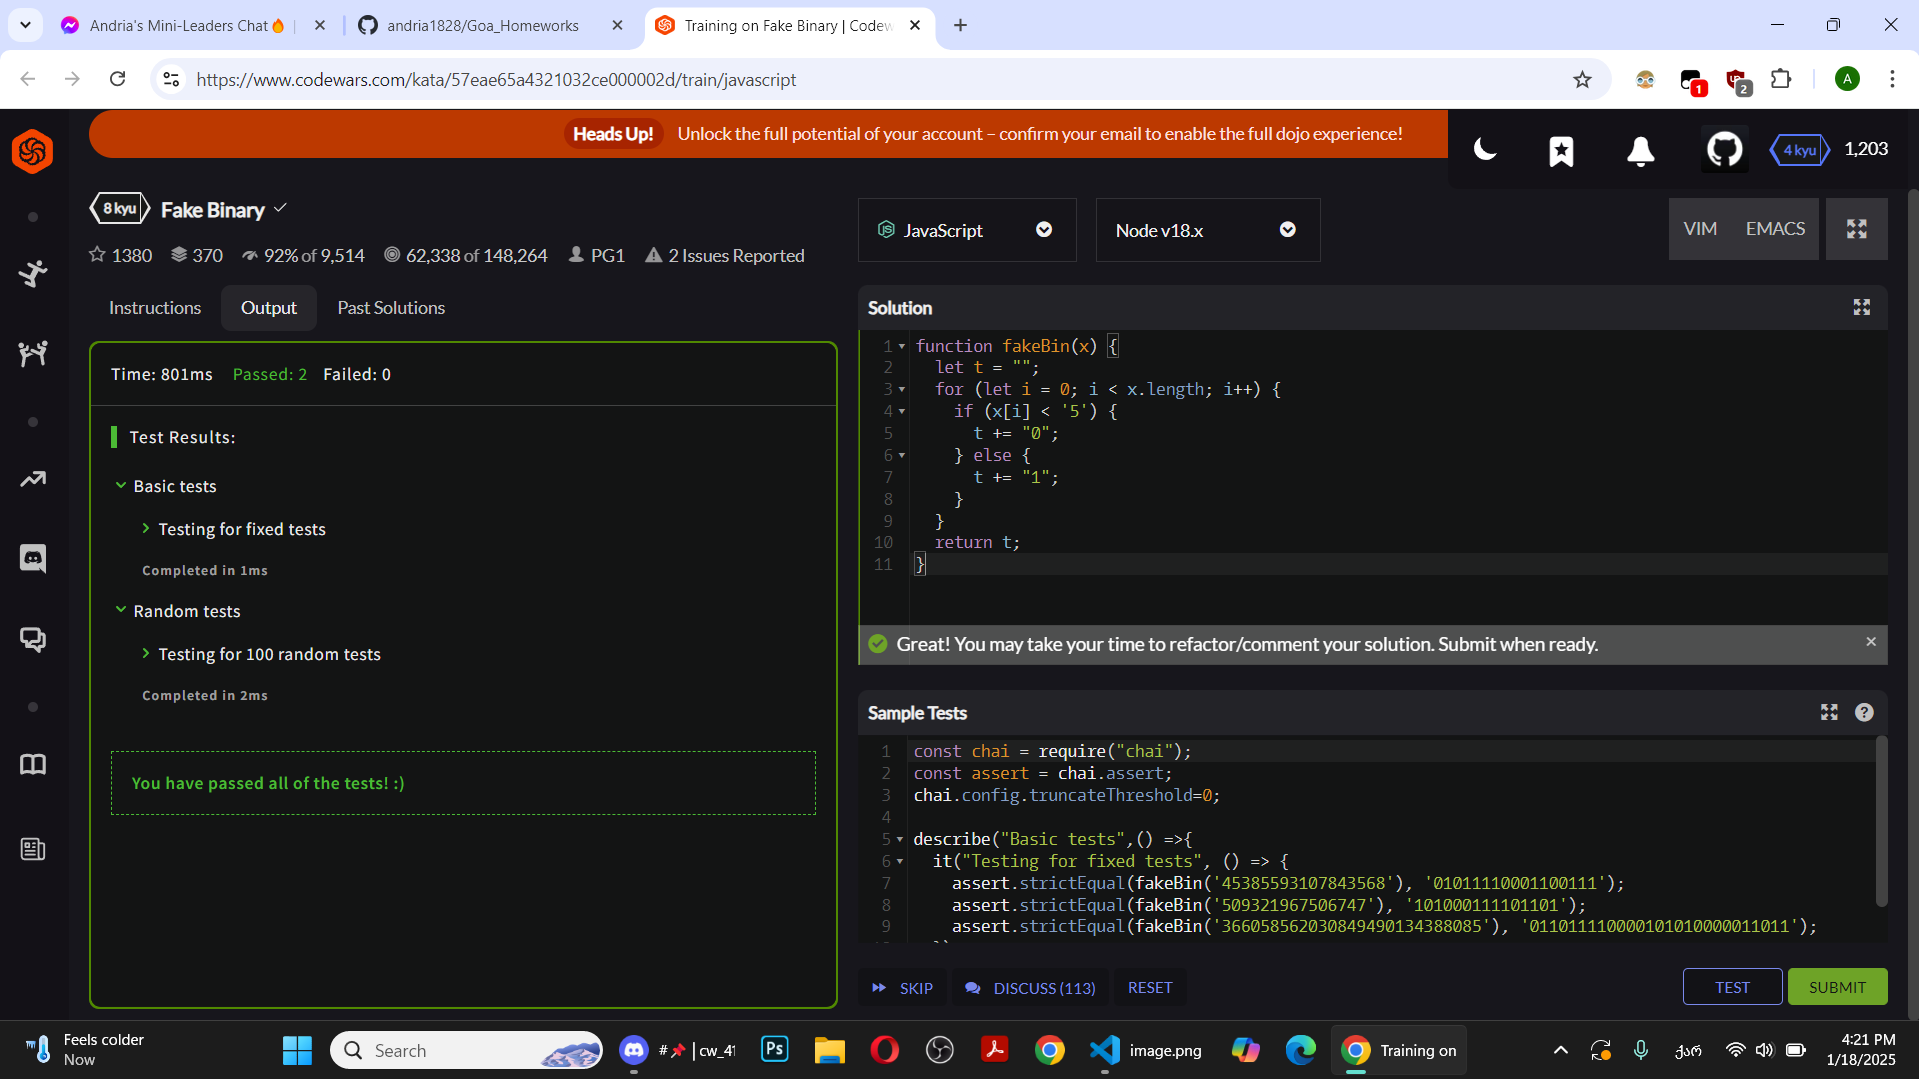 Andria's Mini-Leaders Chat🔥
andria1828/Goa_Homeworks
Training on Fake Binary | Codew
https://www.codewars.com/kata/57eae65a4321032ce000002d/train/javascript
1
2
A
Heads Up! Unlock the full potential of your account – confirm your email to enable the full dojo experience!
4 kyu 1,203
8 kyu Fake Binary
1380 370 92% of 9,514 62,338 of 148,264 PG1 2 Issues Reported
JavaScript
Node v18.x
VIM EMACS
Instructions Output Past Solutions
Time: 801ms Passed: 2 Failed: 0
Test Results:
Basic tests
Testing for fixed tests
Completed in 1ms
Random tests
Testing for 100 random tests
Completed in 2ms
You have passed all of the tests! :)
Solution
1 function fakeBin(x) {
2 let t = "";
3 for (let i = 0; i < x.length; i++) {
4 if (x[i] < '5') {
5 t += "0";
6 } else {
7 t += "1";
8 }
9 }
10 return t;
11 }
Great! You may take your time to refactor/comment your solution. Submit when ready.
Sample Tests
1 const chai = require("chai");
2 const assert = chai.assert;
3 chai.config.truncateThreshold=0;
4
5 describe("Basic tests",() =>{
6 it("Testing for fixed tests", () => {
7 assert.strictEqual(fakeBin('45385593107843568'), '01011110001100111');
8 assert.strictEqual(fakeBin('509321967506747'), '101000111101101');
9 assert.strictEqual(fakeBin('366058562030849490134388085'), '011011110000101010000011011');
SKIP DISCUSS (113) RESET
TEST SUBMIT
Feels colder
Now
Search
Ps
# 📌 | cw_41
image.png
Training on
ქარ
4:21 PM
1/18/2025